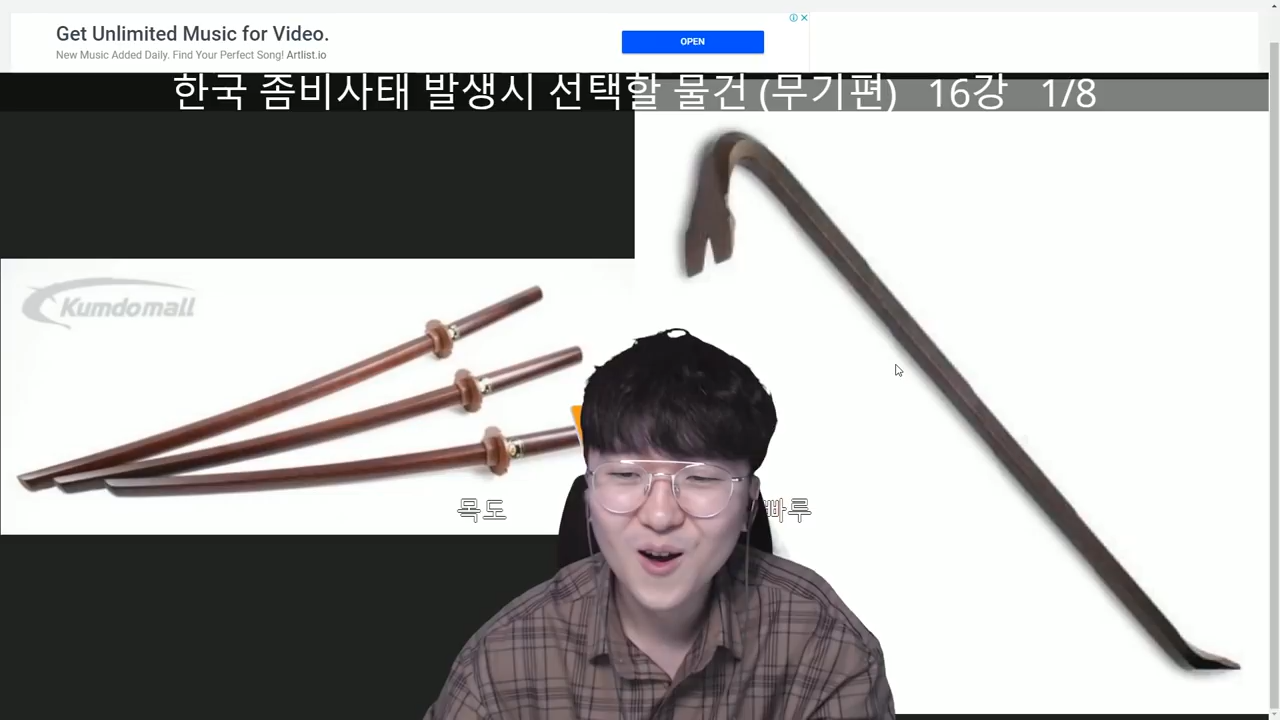 Get Unlimited Music for Video.
New Music Added Daily. Find Your Perfect Song! Artlist.io
OPEN
한국 좀비사태 발생시 선택할 물건 (무기편) 16강 1/8
Kumdomall
목도
빠루